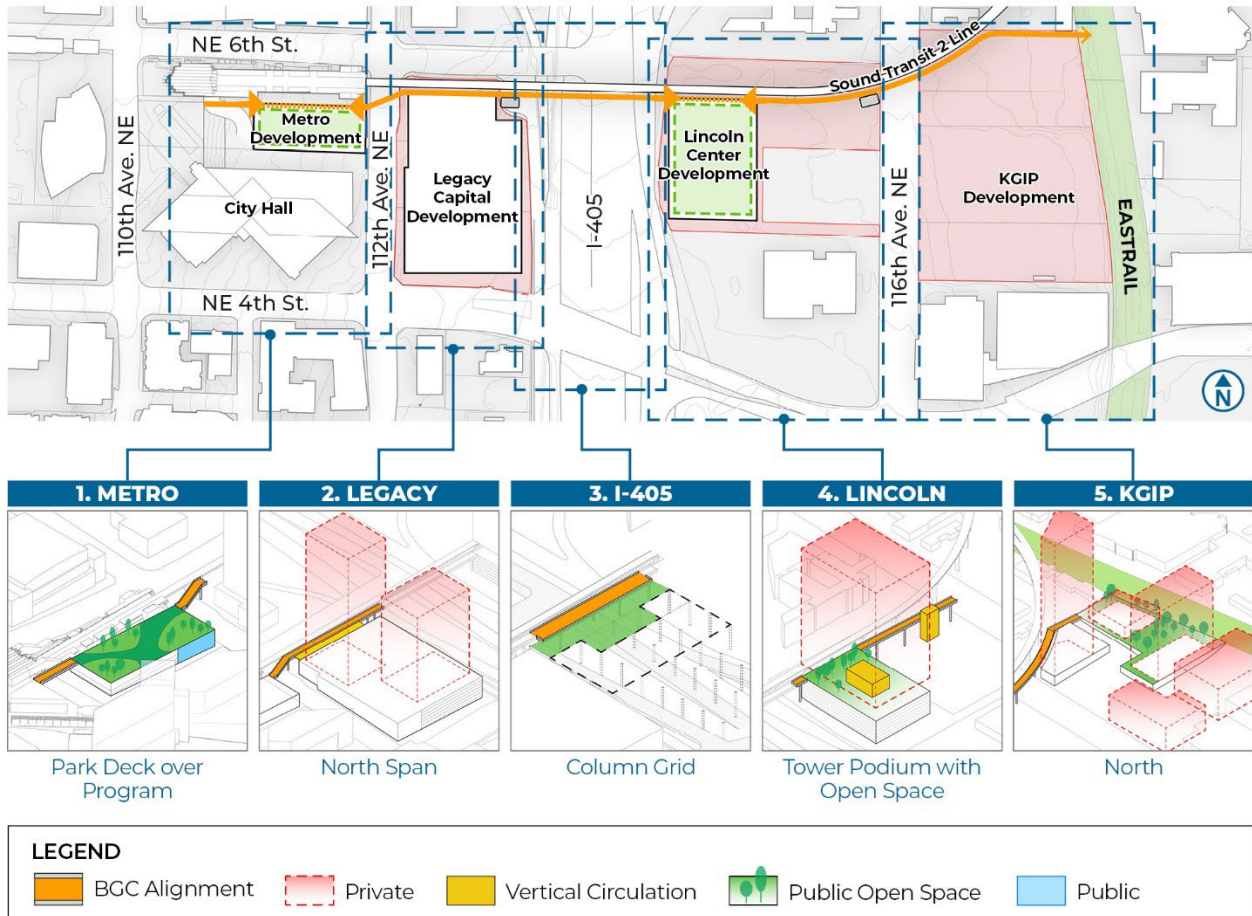 NE 6th St.
Sound Transit 2 Line
Metro
Development
Lincoln
Center
Development
110th Ave. NE
City Hall
112th Ave. NE
Legacy
Capital
Development
I-405
116th Ave. NE
KGIP
Development
EASTRAIL
NE 4th St.
N
1. METRO
2. LEGACY
3. I-405
4. LINCOLN
5. KGIP
Park Deck over
Program
North Span
Column Grid
Tower Podium with
Open Space
North
LEGEND
BGC Alignment
Private
Vertical Circulation
Public Open Space
Public